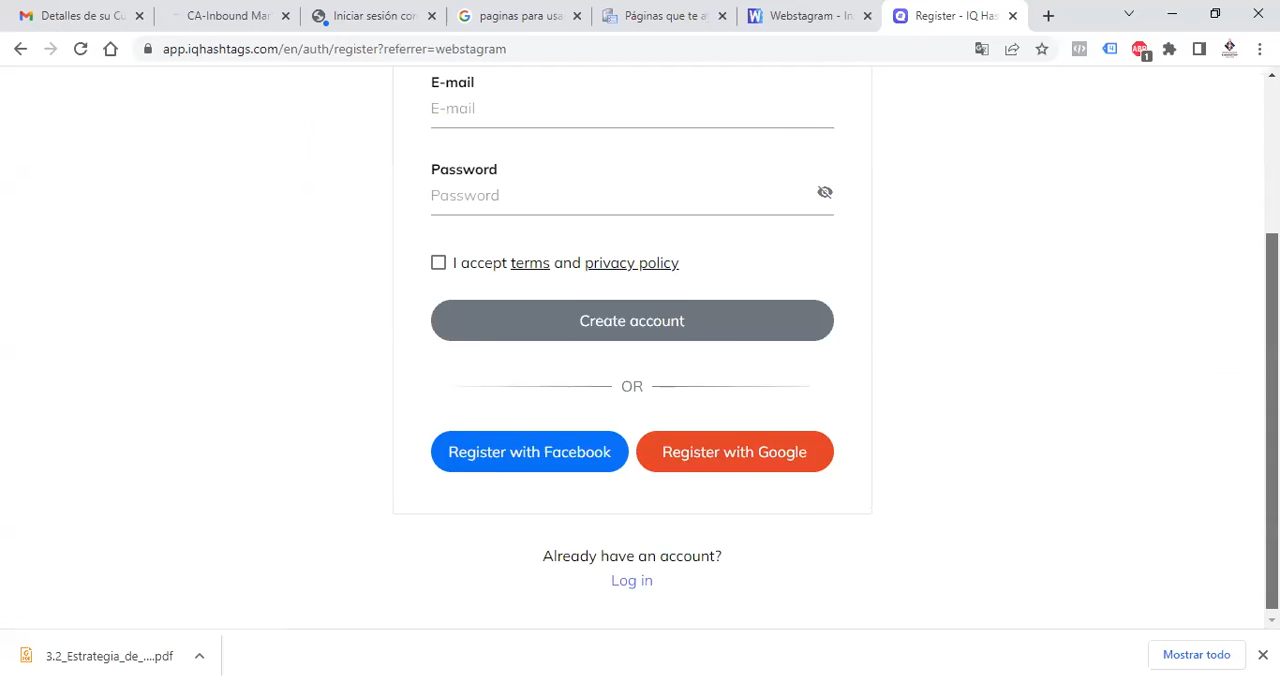 Detalles de su Cu
CA-Inbound Mar
Iniciar sesión co
paginas para usa
Páginas que te a
Webstagram - In
Register - IQ Has
app.iqhashtags.com/en/auth/register?referrer=webstagram
ABP
1
E-mail
E-mail
Password
Password
I accept terms and privacy policy
Create account
OR
Register with Facebook
Register with Google
Already have an account?
Log in
3.2_Estrategia_de_....pdf
Mostrar todo